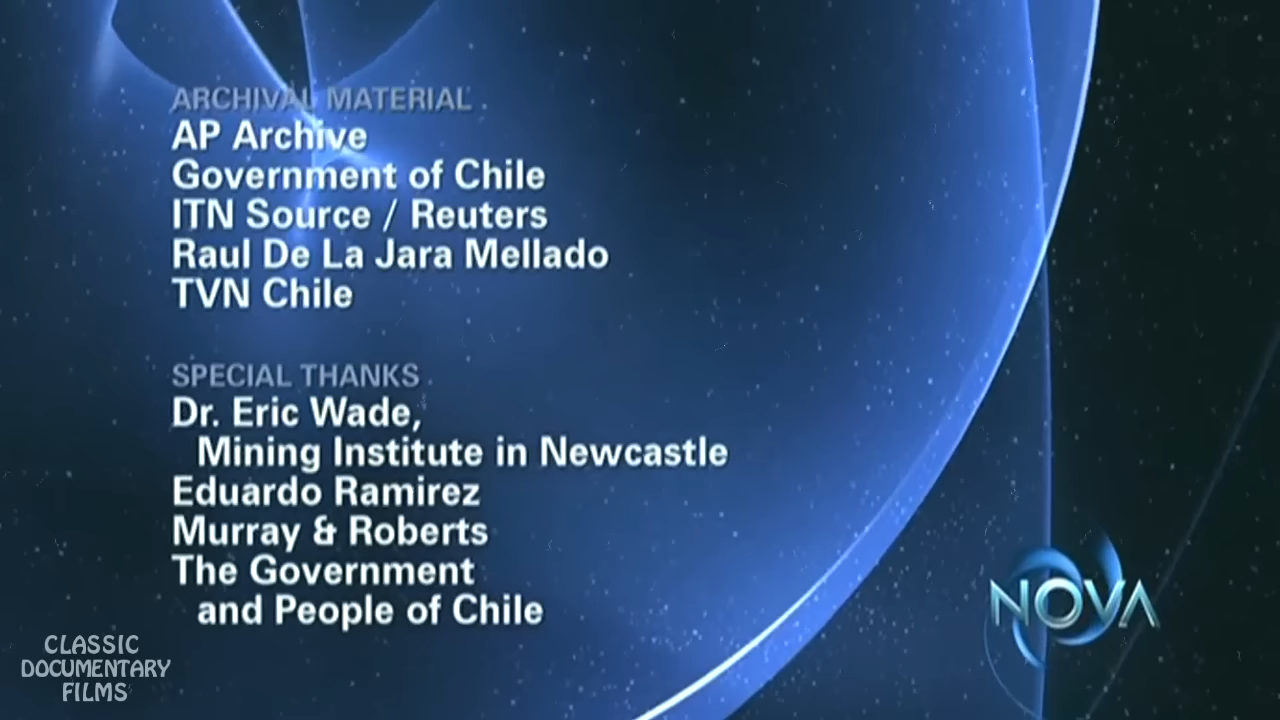 ARCHIVAL MATERIAL
AP Archive
Government of Chile
ITN Source / Reuters
Raul De La Jara Mellado
TVN Chile
SPECIAL THANKS
Dr. Eric Wade,
Mining Institute in Newcastle
Eduardo Ramirez
Murray & Roberts
The Government
and People of Chile
NOVA
CLASSIC
DOCUMENTARY
FILMS